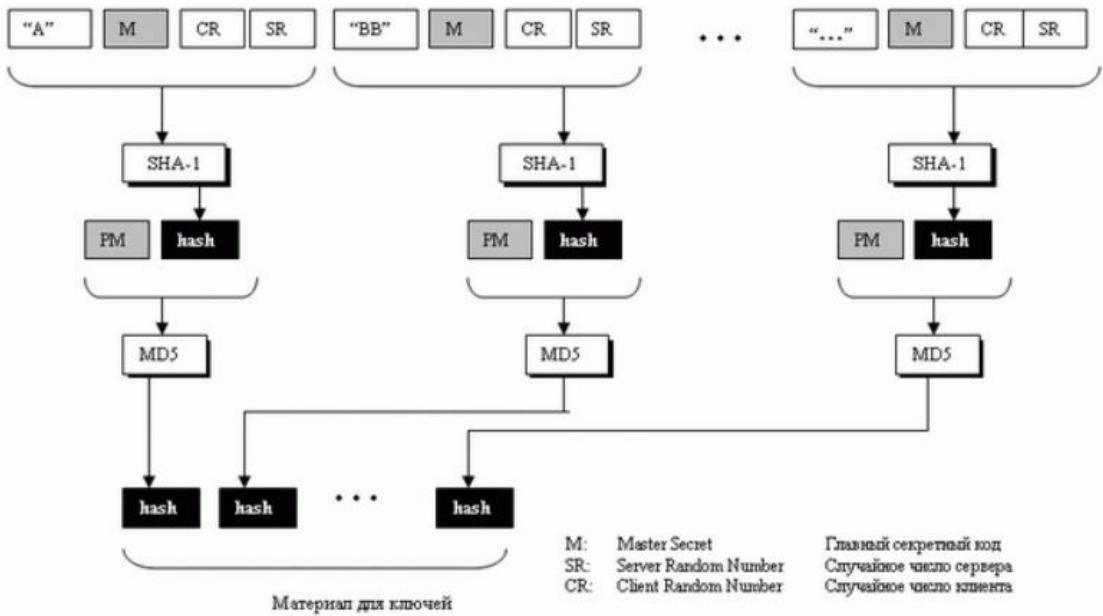 “A” M CR SR “BB” M CR SR • • • “...” M CR SR
SHA-1 SHA-1 SHA-1
PM hash PM hash PM hash
MD5 MD5 MD5
hash hash • • • hash
M: Master Secret Главный секретный код
SR: Server Random Number Случайное число сервера
CR: Client Random Number Случайное число клиента
Материал для ключей